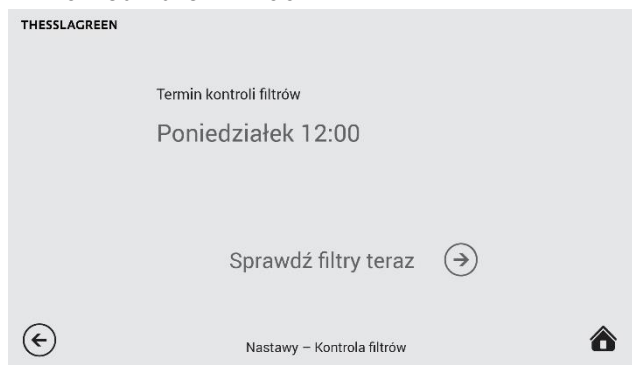 THESSLAGREEN
Termin kontroli filtrów
Poniedziałek 12:00
Sprawdź filtry teraz
Nastawy – Kontrola filtrów